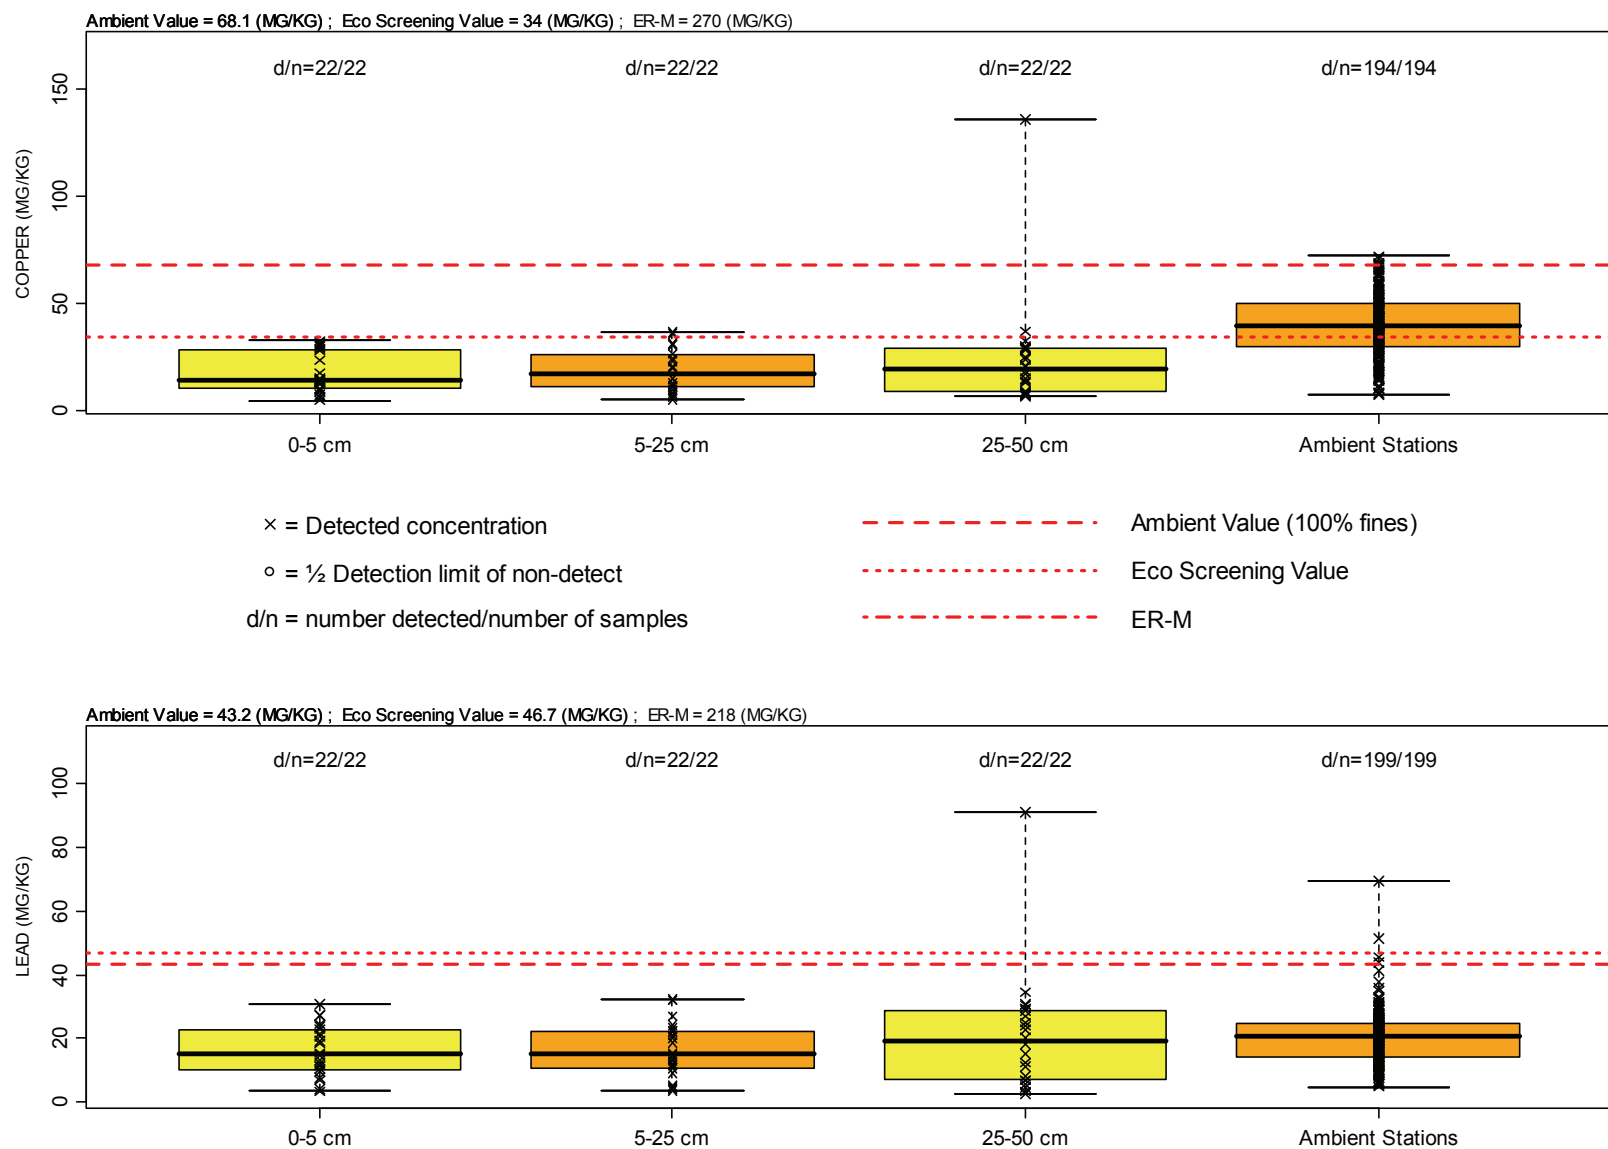 Ambient Value = 68.1 (MG/KG) ; Eco Screening Value = 34 (MG/KG) ; ER-M = 270 (MG/KG)
d/n=22/22 d/n=22/22 d/n=22/22 d/n=194/194
COPPER (MG/KG)
150
100
50
0
0-5 cm 5-25 cm 25-50 cm Ambient Stations
× = Detected concentration
○ = ½ Detection limit of non-detect
d/n = number detected/number of samples
Ambient Value (100% fines)
Eco Screening Value
ER-M
Ambient Value = 43.2 (MG/KG) ; Eco Screening Value = 46.7 (MG/KG) ; ER-M = 218 (MG/KG)
d/n=22/22 d/n=22/22 d/n=22/22 d/n=199/199
LEAD (MG/KG)
100
80
60
40
20
0
0-5 cm 5-25 cm 25-50 cm Ambient Stations